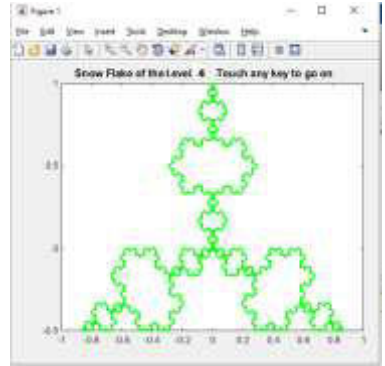 Figure 1
File Edit View Insert Tools Desktop Window Help
Snow Flake of the Level 4 Touch any key to go on
1
0.5
0
-0.5
-1 -0.8 -0.6 -0.4 -0.2 0 0.2 0.4 0.6 0.8 1